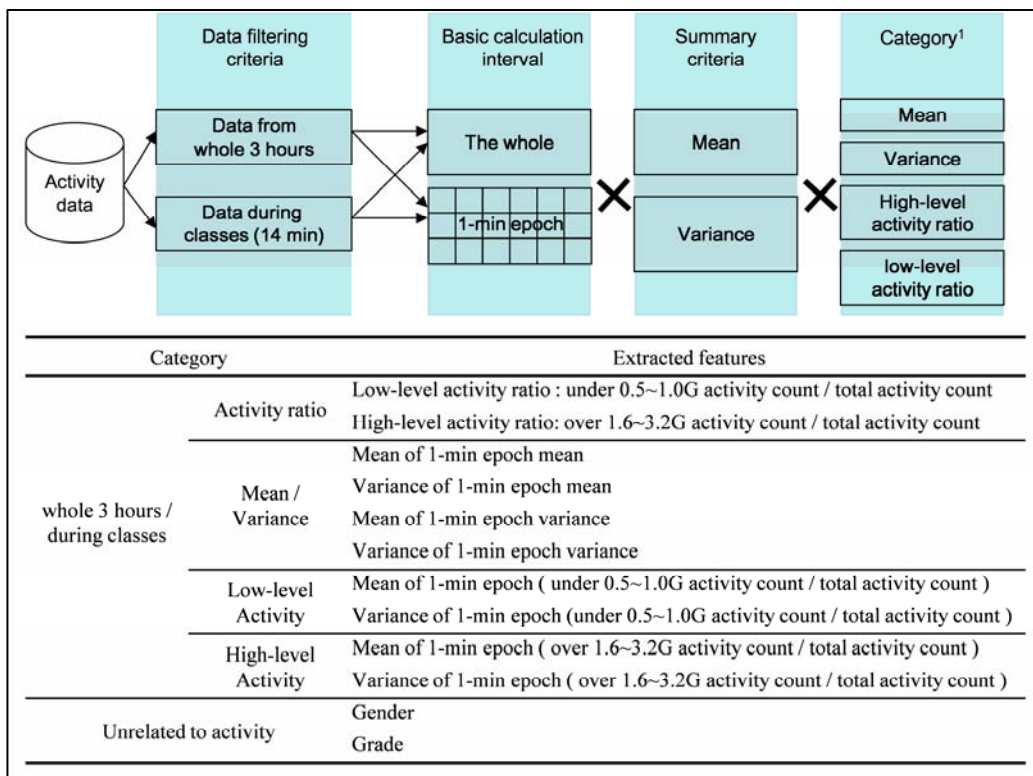 Data filtering
criteria
Basic calculation
interval
Summary
criteria
Category1
Activity
data
Data from
whole 3 hours
Data during
classes (14 min)
The whole
1-min epoch
Mean
Variance
Mean
Variance
High-level
activity ratio
low-level
activity ratio
Category
Extracted features
whole 3 hours /
during classes
Activity ratio
Low-level activity ratio : under 0.5~1.0G activity count / total activity count
High-level activity ratio: over 1.6~3.2G activity count / total activity count
Mean /
Variance
Mean of 1-min epoch mean
Variance of 1-min epoch mean
Mean of 1-min epoch variance
Variance of 1-min epoch variance
Low-level
Activity
Mean of 1-min epoch ( under 0.5~1.0G activity count / total activity count )
Variance of 1-min epoch (under 0.5~1.0G activity count / total activity count )
High-level
Activity
Mean of 1-min epoch ( over 1.6~3.2G activity count / total activity count )
Variance of 1-min epoch ( over 1.6~3.2G activity count / total activity count )
Unrelated to activity
Gender
Grade